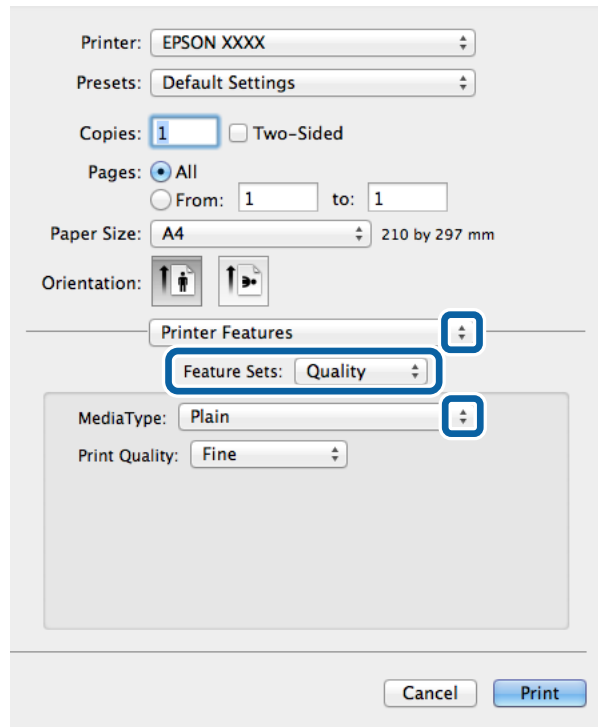 Printer: EPSON XXXX
Presets: Default Settings
Copies: 1 Two-Sided
Pages: All
From: 1 to: 1
Paper Size: A4 210 by 297 mm
Orientation:
Printer Features
Feature Sets: Quality
MediaType: Plain
Print Quality: Fine
Cancel Print